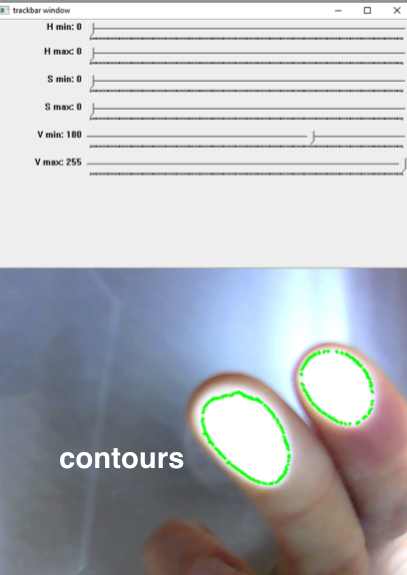 trackbar window
H min: 0
H max: 0
S min: 0
S max: 0
V min: 180
V max: 255
contours